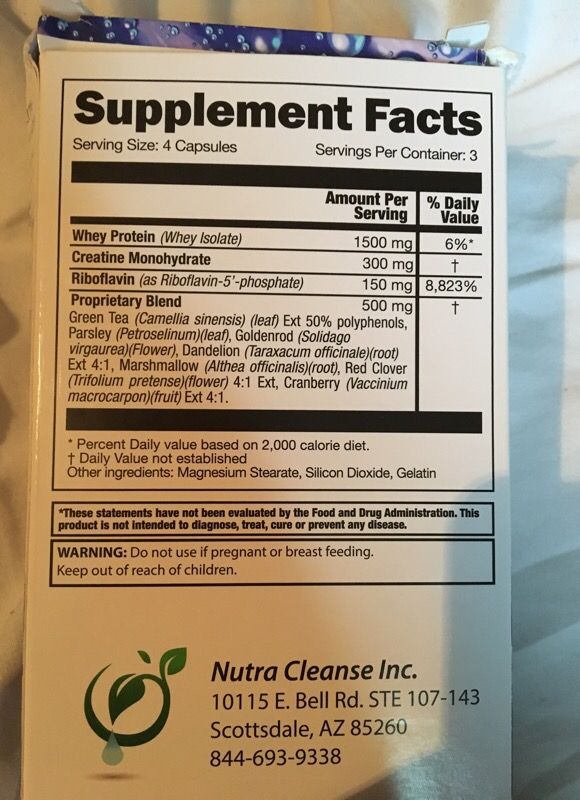 Supplement Facts
Serving Size: 4 Capsules Servings Per Container: 3
Amount Per Serving % Daily Value
Whey Protein (Whey Isolate) 1500 mg 6%*
Creatine Monohydrate 300 mg †
Riboflavin (as Riboflavin-5'-phosphate) 150 mg 8,823%
Proprietary Blend 500 mg †
Green Tea (Camellia sinensis) (leaf) Ext 50% polyphenols,
Parsley (Petroselinum)(leaf), Goldenrod (Solidago
virgaurea)(Flower), Dandelion (Taraxacum officinale)(root)
Ext 4:1, Marshmallow (Althea officinalis)(root), Red Clover
(Trifolium pretense)(flower) 4:1 Ext, Cranberry (Vaccinium
macrocarpon)(fruit) Ext 4:1.
* Percent Daily value based on 2,000 calorie diet.
† Daily Value not established
Other ingredients: Magnesium Stearate, Silicon Dioxide, Gelatin
*These statements have not been evaluated by the Food and Drug Administration. This
product is not intended to diagnose, treat, cure or prevent any disease.
WARNING: Do not use if pregnant or breast feeding.
Keep out of reach of children.
Nutra Cleanse Inc.
10115 E. Bell Rd. STE 107-143
Scottsdale, AZ 85260
844-693-9338